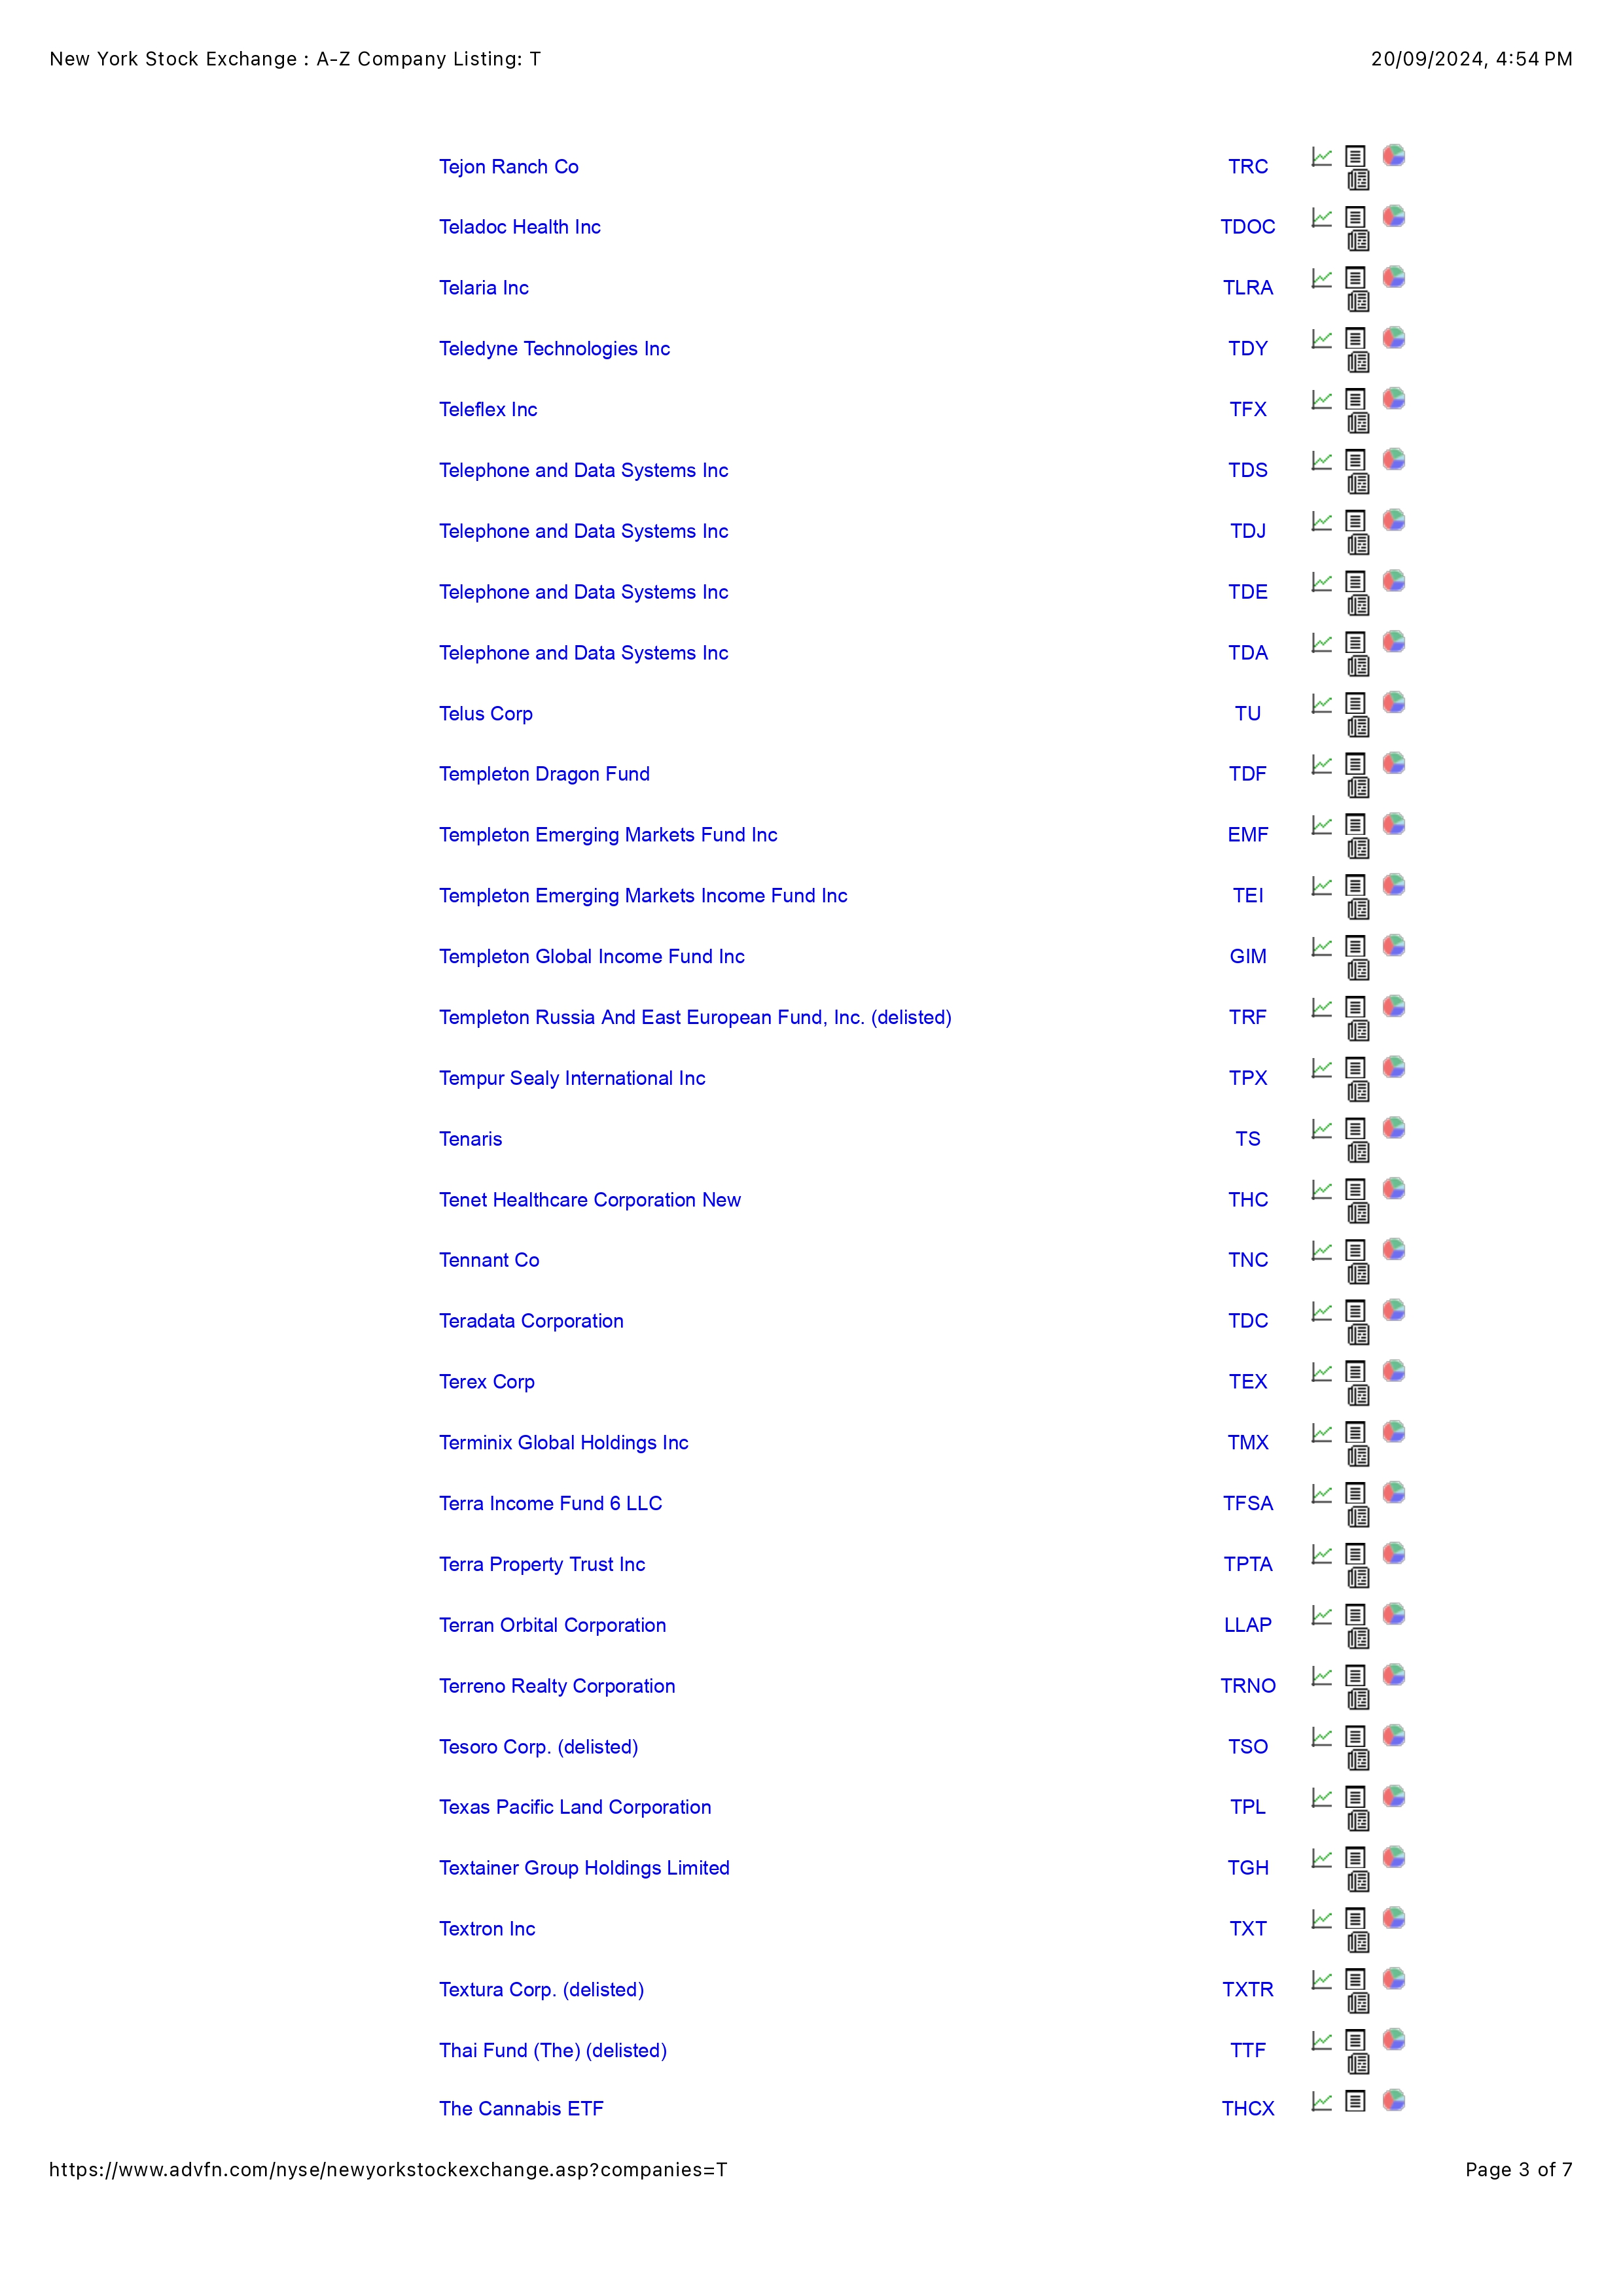 New York Stock Exchange : A-Z Company Listing: T 20/09/2024, 4:54 PM
Tejon Ranch Co TRC
Teladoc Health Inc TDOC
Telaria Inc TLRA
Teledyne Technologies Inc TDY
Teleflex Inc TFX
Telephone and Data Systems Inc TDS
Telephone and Data Systems Inc TDJ
Telephone and Data Systems Inc TDE
Telephone and Data Systems Inc TDA
Telus Corp TU
Templeton Dragon Fund TDF
Templeton Emerging Markets Fund Inc EMF
Templeton Emerging Markets Income Fund Inc TEI
Templeton Global Income Fund Inc GIM
Templeton Russia And East European Fund, Inc. (delisted) TRF
Tempur Sealy International Inc TPX
Tenaris TS
Tenet Healthcare Corporation New THC
Tennant Co TNC
Teradata Corporation TDC
Terex Corp TEX
Terminix Global Holdings Inc TMX
Terra Income Fund 6 LLC TFSA
Terra Property Trust Inc TPTA
Terran Orbital Corporation LLAP
Terreno Realty Corporation TRNO
Tesoro Corp. (delisted) TSO
Texas Pacific Land Corporation TPL
Textainer Group Holdings Limited TGH
Textron Inc TXT
Textura Corp. (delisted) TXTR
Thai Fund (The) (delisted) TTF
The Cannabis ETF THCX
https://www.advfn.com/nyse/newyorkstockexchange.asp?companies=T Page 3 of 7